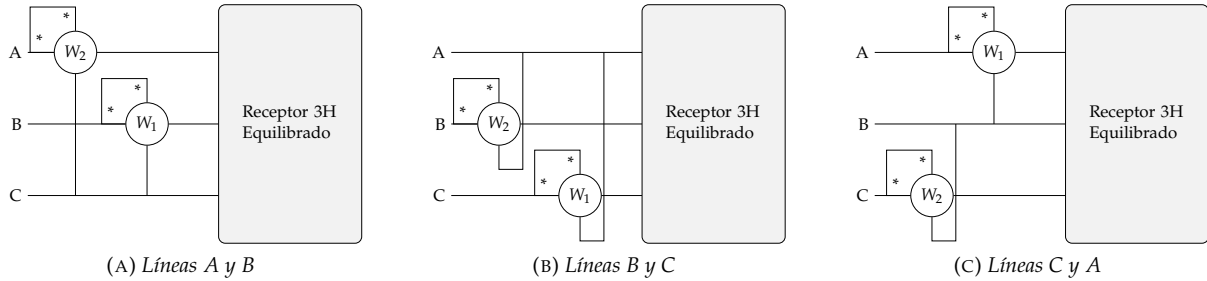 A
*
*
W₂
*
*
B
W₁
C
Receptor 3H
Equilibrado
(A) Líneas A y B
A
*
*
B
W₂
*
*
C
W₁
Receptor 3H
Equilibrado
(B) Líneas B y C
*
*
A
W₁
B
*
*
C
W₂
Receptor 3H
Equilibrado
(C) Líneas C y A